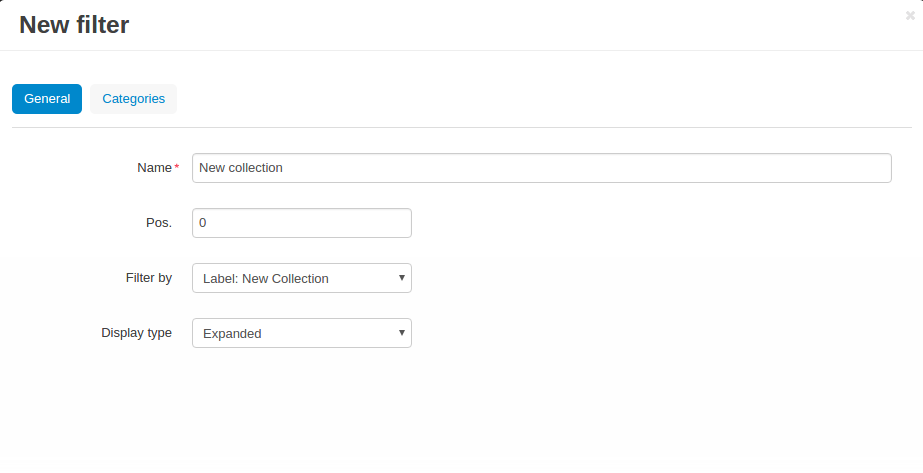 New filter
General Categories
Name* New collection
Pos. 0
Filter by Label: New Collection
Display type Expanded